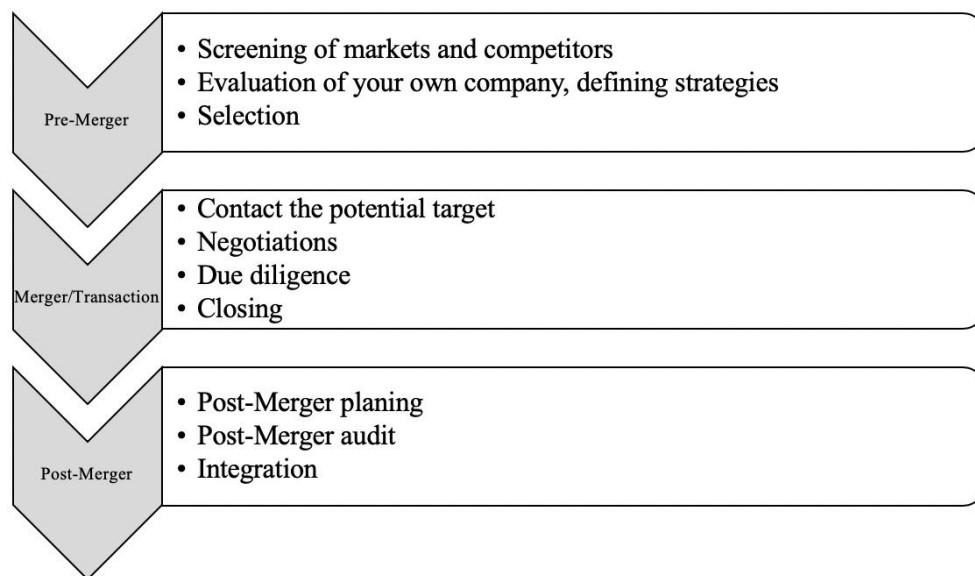 Pre-Merger
• Screening of markets and competitors
• Evaluation of your own company, defining strategies
• Selection
Merger/Transaction
• Contact the potential target
• Negotiations
• Due diligence
• Closing
Post-Merger
• Post-Merger planing
• Post-Merger audit
• Integration